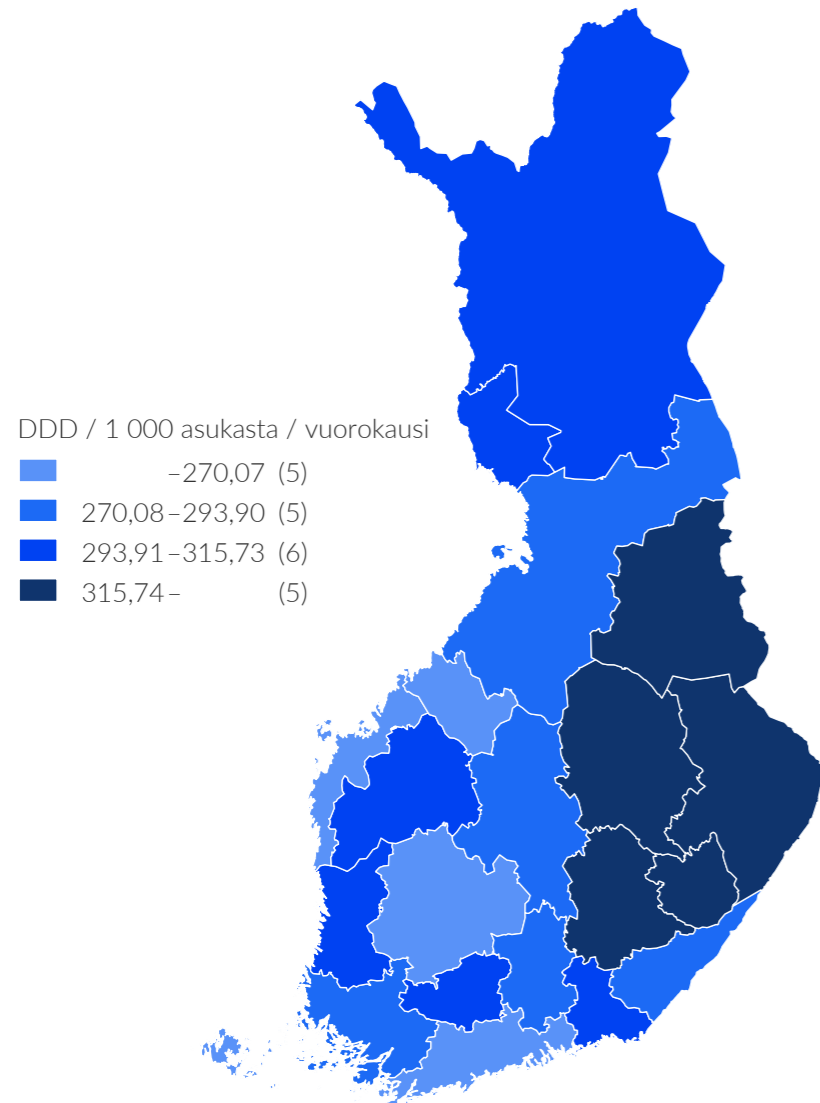 DDD / 1 000 asukasta / vuorokausi
–270,07 (5)
270,08–293,90 (5)
293,91–315,73 (6)
315,74– (5)